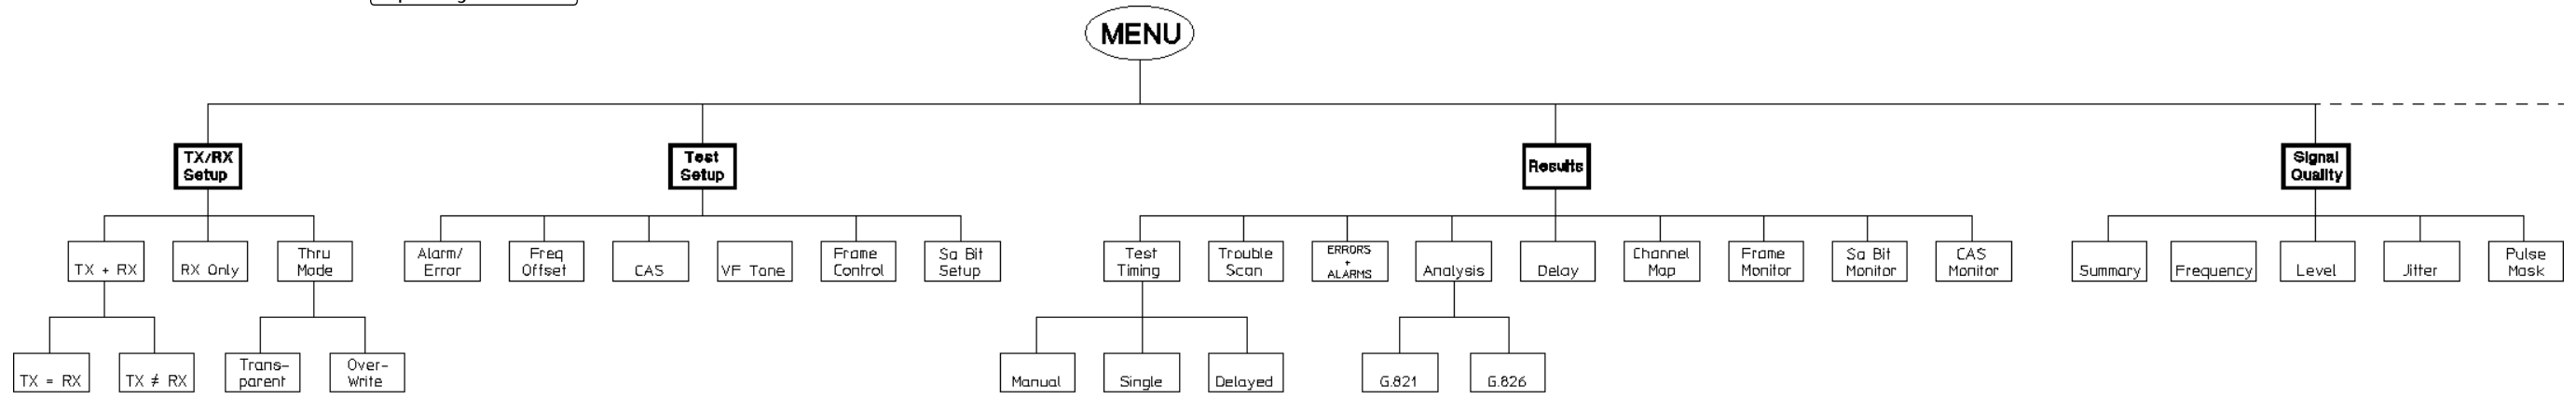 MENU
TX/RX
Setup
Test
Setup
Results
Signal
Quality
TX + RX
RX Only
Thru
Mode
Alarm/
Error
Freq
Offset
CAS
VF Tone
Frame
Control
Sa Bit
Setup
Test
Timing
Trouble
Scan
ERRORS
+
ALARMS
Analysis
Delay
Channel
Map
Frame
Monitor
Sa Bit
Monitor
CAS
Monitor
Summary
Frequency
Level
Jitter
Pulse
Mask
TX = RX
TX ≠ RX
Trans-
parent
Over-
Write
Manual
Single
Delayed
G.821
G.826